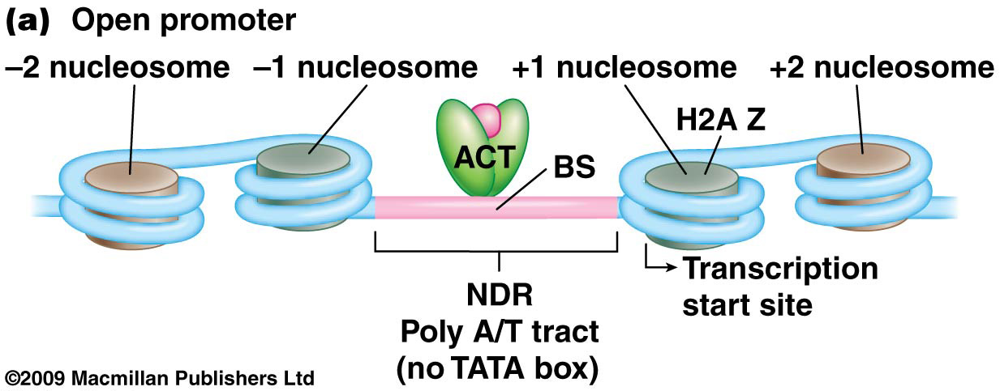 (a) Open promoter
–2 nucleosome –1 nucleosome +1 nucleosome +2 nucleosome
H2A Z
ACT
BS
Transcription
start site
NDR
Poly A/T tract
(no TATA box)
©2009 Macmillan Publishers Ltd